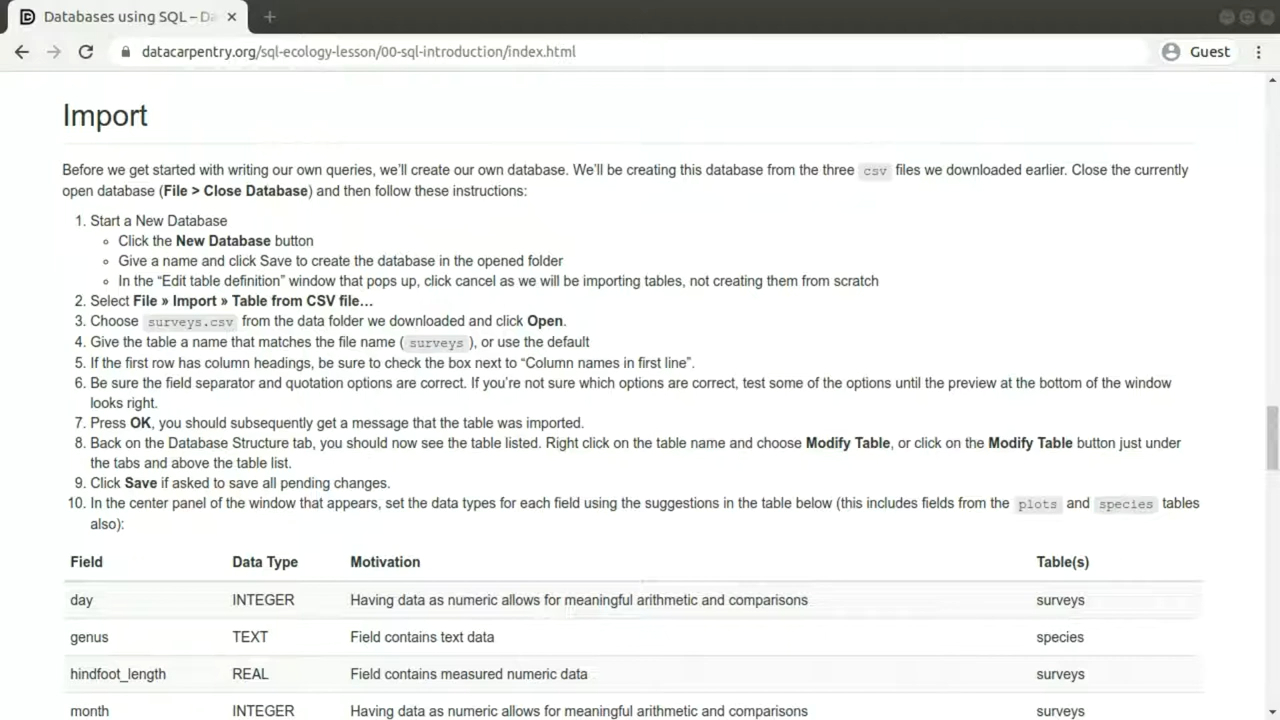 Databases using SQL – Da
datacarpentry.org/sql-ecology-lesson/00-sql-introduction/index.html
Guest
Import
Before we get started with writing our own queries, we’ll create our own database. We’ll be creating this database from the three csv files we downloaded earlier. Close the currently
open database (File > Close Database) and then follow these instructions:
1. Start a New Database
◦ Click the New Database button
◦ Give a name and click Save to create the database in the opened folder
◦ In the “Edit table definition” window that pops up, click cancel as we will be importing tables, not creating them from scratch
2. Select File » Import » Table from CSV file…
3. Choose surveys.csv from the data folder we downloaded and click Open.
4. Give the table a name that matches the file name (surveys), or use the default
5. If the first row has column headings, be sure to check the box next to “Column names in first line”.
6. Be sure the field separator and quotation options are correct. If you’re not sure which options are correct, test some of the options until the preview at the bottom of the window
looks right.
7. Press OK, you should subsequently get a message that the table was imported.
8. Back on the Database Structure tab, you should now see the table listed. Right click on the table name and choose Modify Table, or click on the Modify Table button just under
the tabs and above the table list.
9. Click Save if asked to save all pending changes.
10. In the center panel of the window that appears, set the data types for each field using the suggestions in the table below (this includes fields from the plots and species tables
also):
Field Data Type Motivation Table(s)
day INTEGER Having data as numeric allows for meaningful arithmetic and comparisons surveys
genus TEXT Field contains text data species
hindfoot_length REAL Field contains measured numeric data surveys
month INTEGER Having data as numeric allows for meaningful arithmetic and comparisons surveys